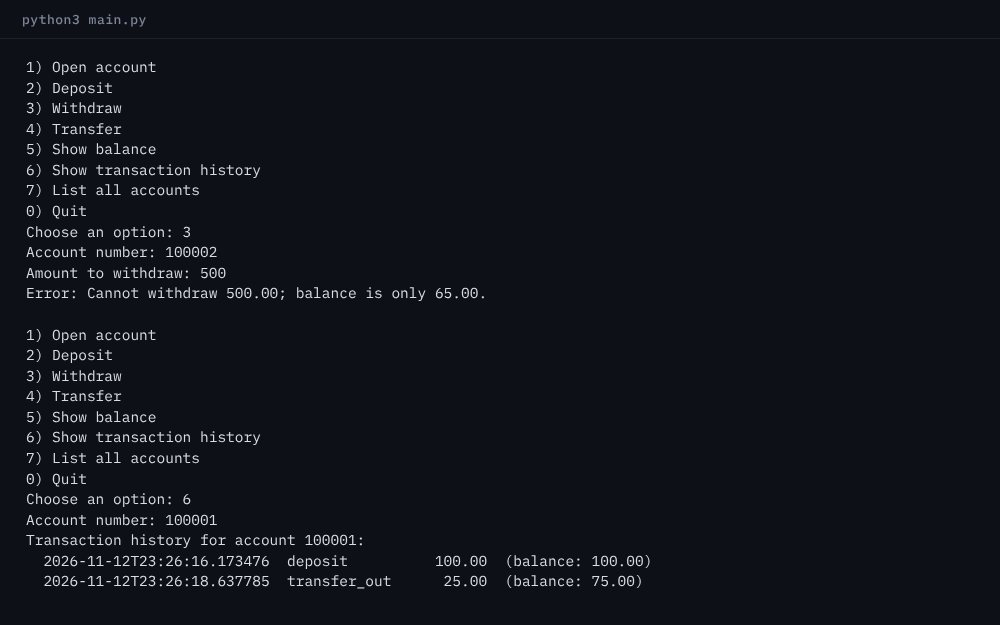 python3 main.py
1) Open account
2) Deposit
3) Withdraw
4) Transfer
5) Show balance
6) Show transaction history
7) List all accounts
0) Quit
Choose an option: 3
Account number: 100002
Amount to withdraw: 500
Error: Cannot withdraw 500.00; balance is only 65.00.

1) Open account
2) Deposit
3) Withdraw
4) Transfer
5) Show balance
6) Show transaction history
7) List all accounts
0) Quit
Choose an option: 6
Account number: 100001
Transaction history for account 100001:
  2026-11-12T23:26:16.173476  deposit          100.00  (balance: 100.00)
  2026-11-12T23:26:18.637785  transfer_out      25.00  (balance: 75.00)